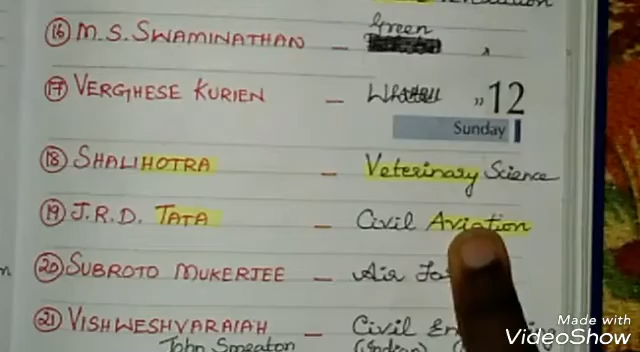 (16) M.S. SWAMINATHAN – Green "
(17) VERGHESE KURIEN – White "
12
Sunday
(18) SHALIHOTRA – Veterinary Science
(19) J.R.D. TATA – Civil Aviation
(20) SUBROTO MUKERJEE – Air
(21) VISHWESHVARAIAH – Civil
John Smeaton (Indian)
Made with
VideoShow